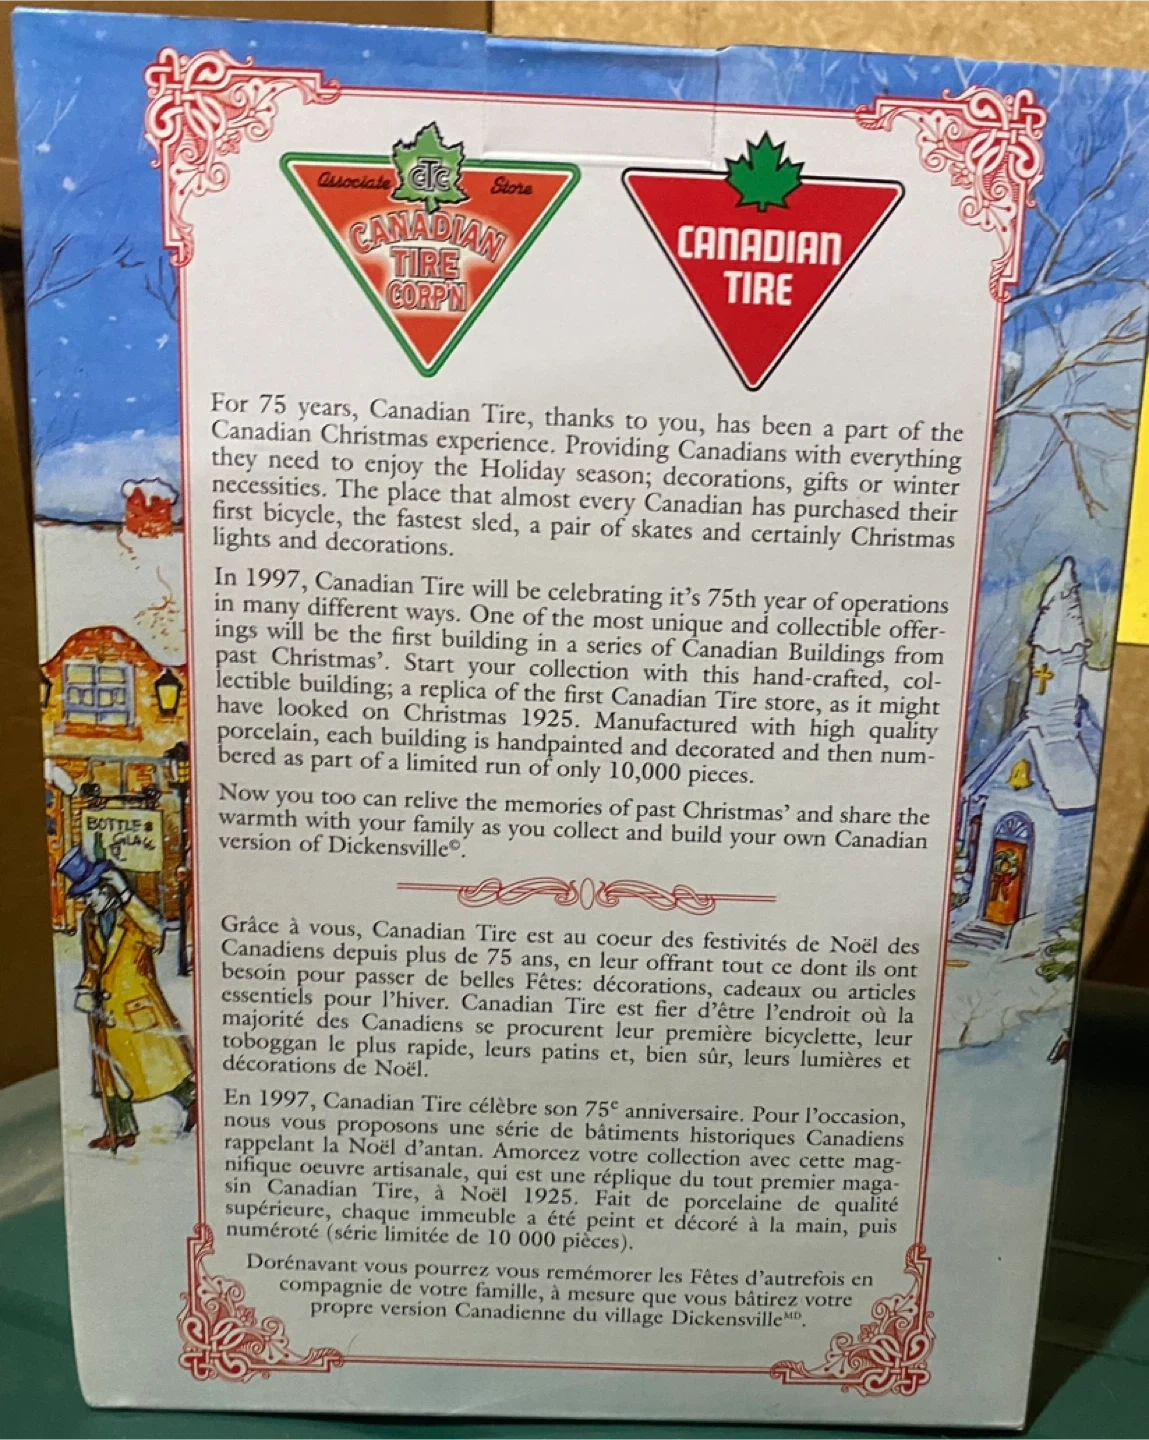 Associate CTC Store
CANADIAN
TIRE
CORP'N
CANADIAN
TIRE
For 75 years, Canadian Tire, thanks to you, has been a part of the
Canadian Christmas experience. Providing Canadians with everything
they need to enjoy the Holiday season; decorations, gifts or winter
necessities. The place that almost every Canadian has purchased their
first bicycle, the fastest sled, a pair of skates and certainly Christmas
lights and decorations.
In 1997, Canadian Tire will be celebrating it's 75th year of operations
in many different ways. One of the most unique and collectible offer-
ings will be the first building in a series of Canadian Buildings from
past Christmas'. Start your collection with this hand-crafted, col-
lectible building; a replica of the first Canadian Tire store, as it might
have looked on Christmas 1925. Manufactured with high quality
porcelain, each building is handpainted and decorated and then num-
bered as part of a limited run of only 10,000 pieces.
Now you too can relive the memories of past Christmas' and share the
warmth with your family as you collect and build your own Canadian
version of Dickensville©.
BOTTLE &
Grâce à vous, Canadian Tire est au coeur des festivités de Noël des
Canadiens depuis plus de 75 ans, en leur offrant tout ce dont ils ont
besoin pour passer de belles Fêtes: décorations, cadeaux ou articles
essentiels pour l'hiver. Canadian Tire est fier d'être l'endroit où la
majorité des Canadiens se procurent leur première bicyclette, leur
toboggan le plus rapide, leurs patins et, bien sûr, leurs lumières et
décorations de Noël.
En 1997, Canadian Tire célèbre son 75e anniversaire. Pour l'occasion,
nous vous proposons une série de bâtiments historiques Canadiens
rappelant la Noël d'antan. Amorcez votre collection avec cette mag-
nifique oeuvre artisanale, qui est une réplique du tout premier maga-
sin Canadian Tire, à Noël 1925. Fait de porcelaine de qualité
supérieure, chaque immeuble a été peint et décoré à la main, puis
numéroté (série limitée de 10 000 pièces).
Dorénavant vous pourrez vous remémorer les Fêtes d'autrefois en
compagnie de votre famille, à mesure que vous bâtirez votre
propre version Canadienne du village Dickensville MD.